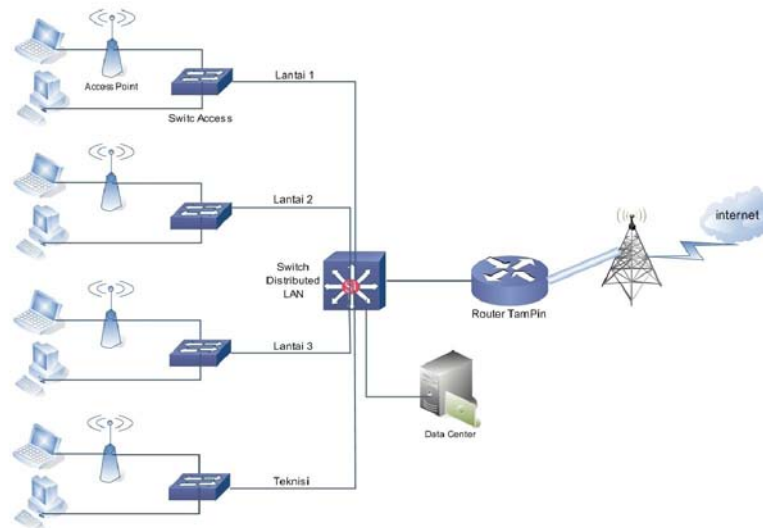 Lantai 1
Access Point
Switc Access
Lantai 2
internet
Switch
Distributed
LAN
SI
Router TamPin
Lantai 3
Data Center
Teknisi